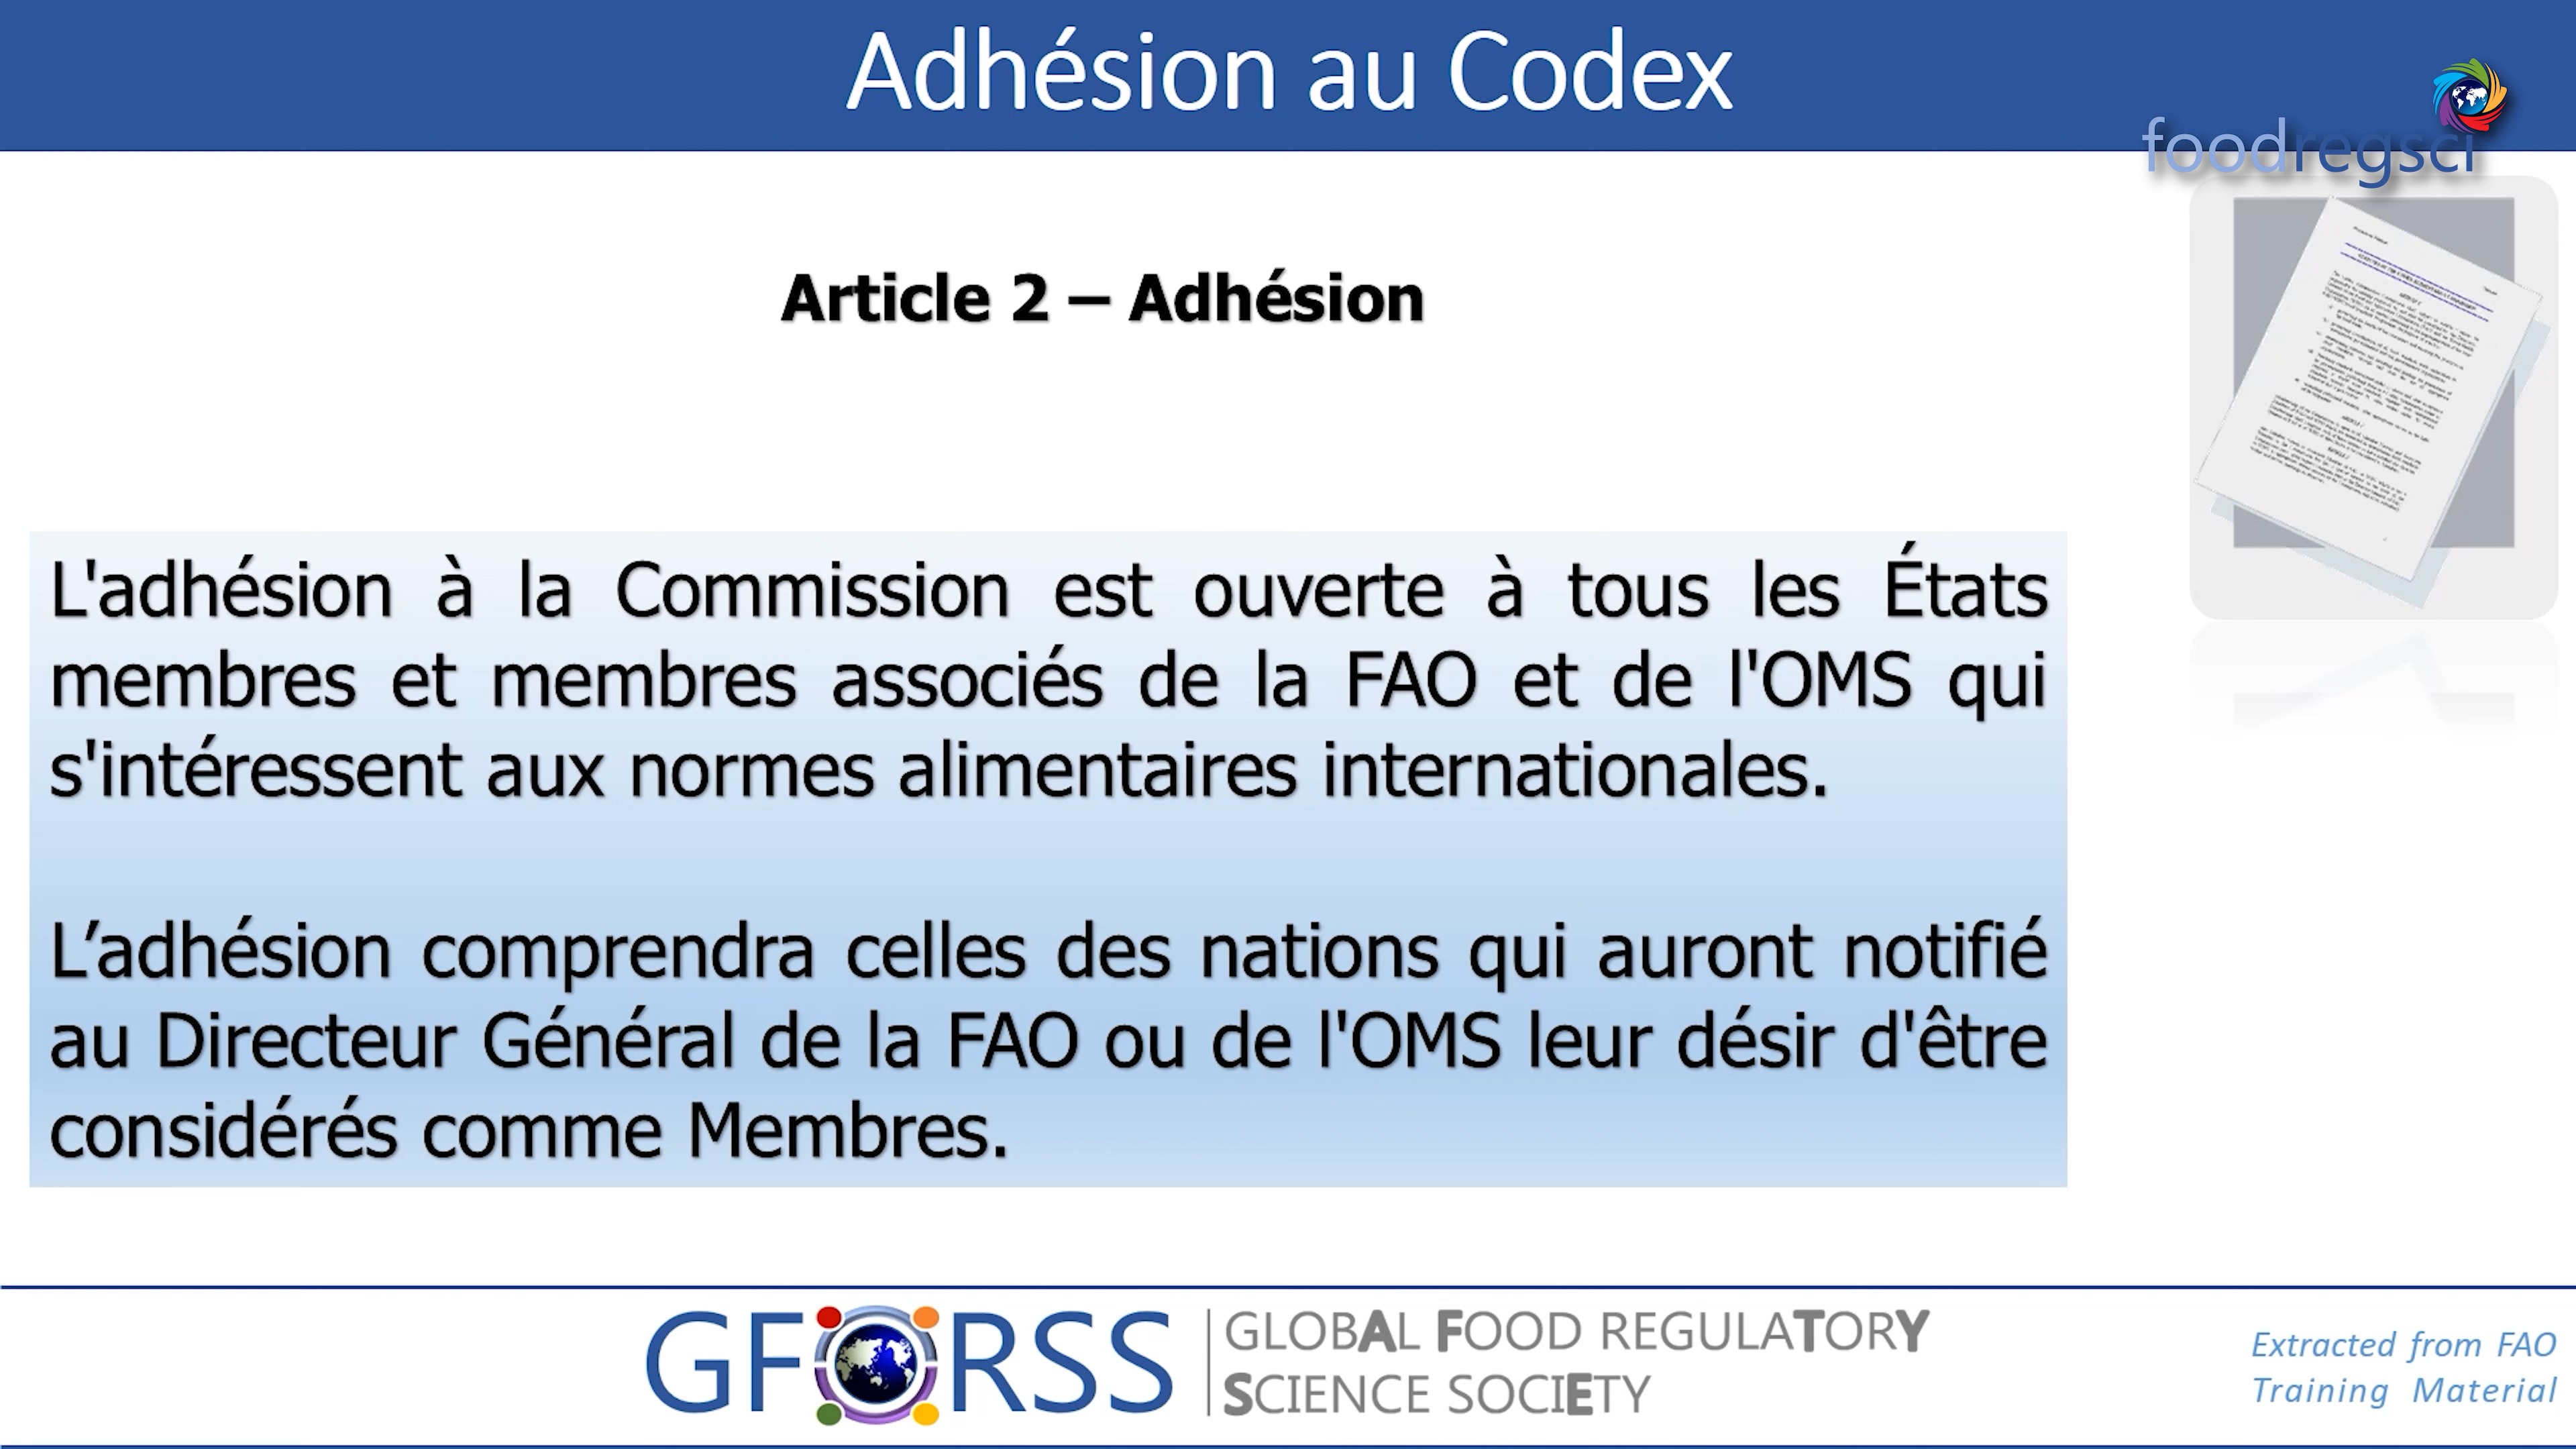 Adhésion au Codex
foodregsci
Article 2 – Adhésion
L'adhésion à la Commission est ouverte à tous les États
membres et membres associés de la FAO et de l'OMS qui
s'intéressent aux normes alimentaires internationales.
L’adhésion comprendra celles des nations qui auront notifié
au Directeur Général de la FAO ou de l'OMS leur désir d'être
considérés comme Membres.
GFORSS
GLOBAL FOOD REGULATORY
SCIENCE SOCIETY
Extracted from FAO
Training Material